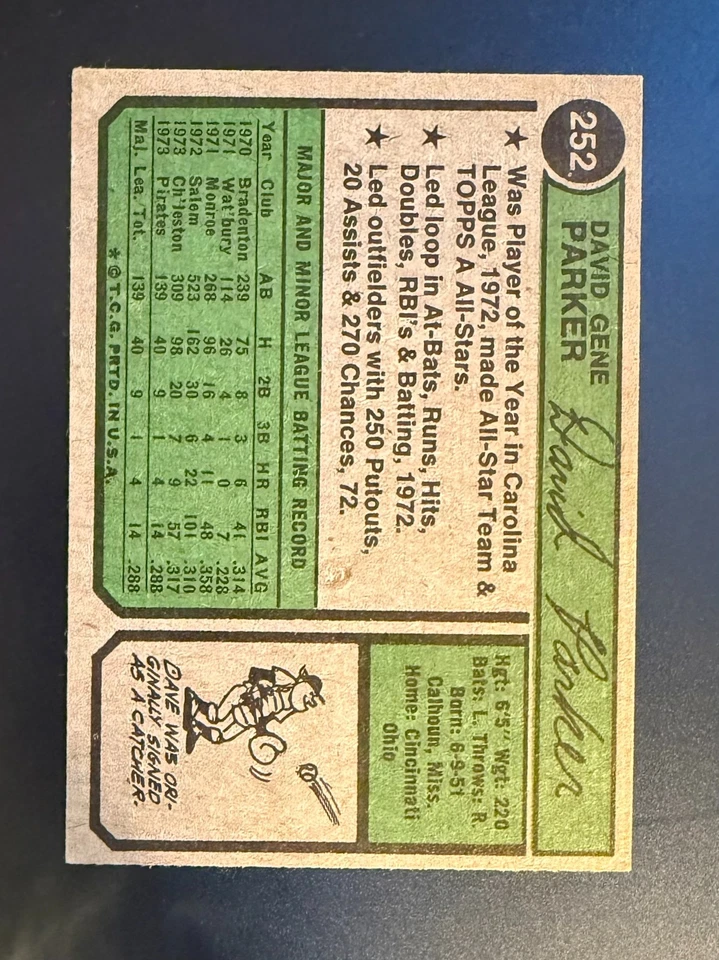 252
DAVID GENE
PARKER
David Parker
★ Was Player of the Year in Carolina
League, 1972, made All-Star Team &
TOPPS A All-Stars.
★ Led loop in At-Bats, Runs, Hits,
Doubles, RBI's & Batting, 1972.
★ Led outfielders with 250 Putouts,
20 Assists & 270 Chances, 72.
MAJOR AND MINOR LEAGUE BATTING RECORD
Year Club AB H 2B 3B HR RBI AVG
1970 Bradenton 239 75 8 3 6 41 .314
1971 Wat'bury 114 26 4 1 0 7 .228
1971 Monroe 268 96 16 4 11 48 .358
1972 Salem 523 162 30 6 22 101 .310
1973 Ch'leston 309 98 20 7 9 57 .317
1973 Pirates 139 40 9 1 4 14 .288
Maj. Lea. Tot. 139 40 9 1 4 14 .288
* © T.C.G. PRTD. IN U.S.A.
Hgt: 6'5" Wgt: 220
Bats: L. Throws: R.
Born: 6-9-51
Calhoun, Miss.
Home: Cincinnati
Ohio
DAVE WAS ORI-
GINALLY SIGNED
AS A CATCHER.